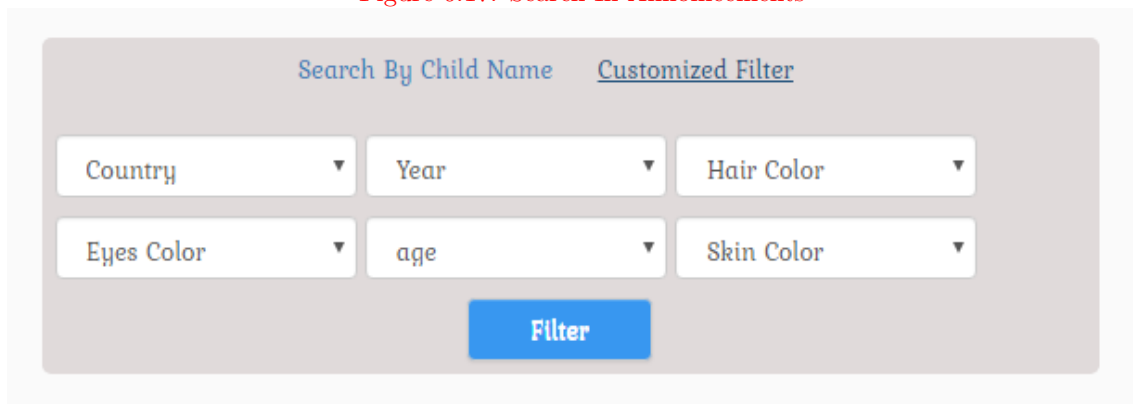 Search By Child Name Customized Filter
Country Year Hair Color
Eyes Color age Skin Color
Filter